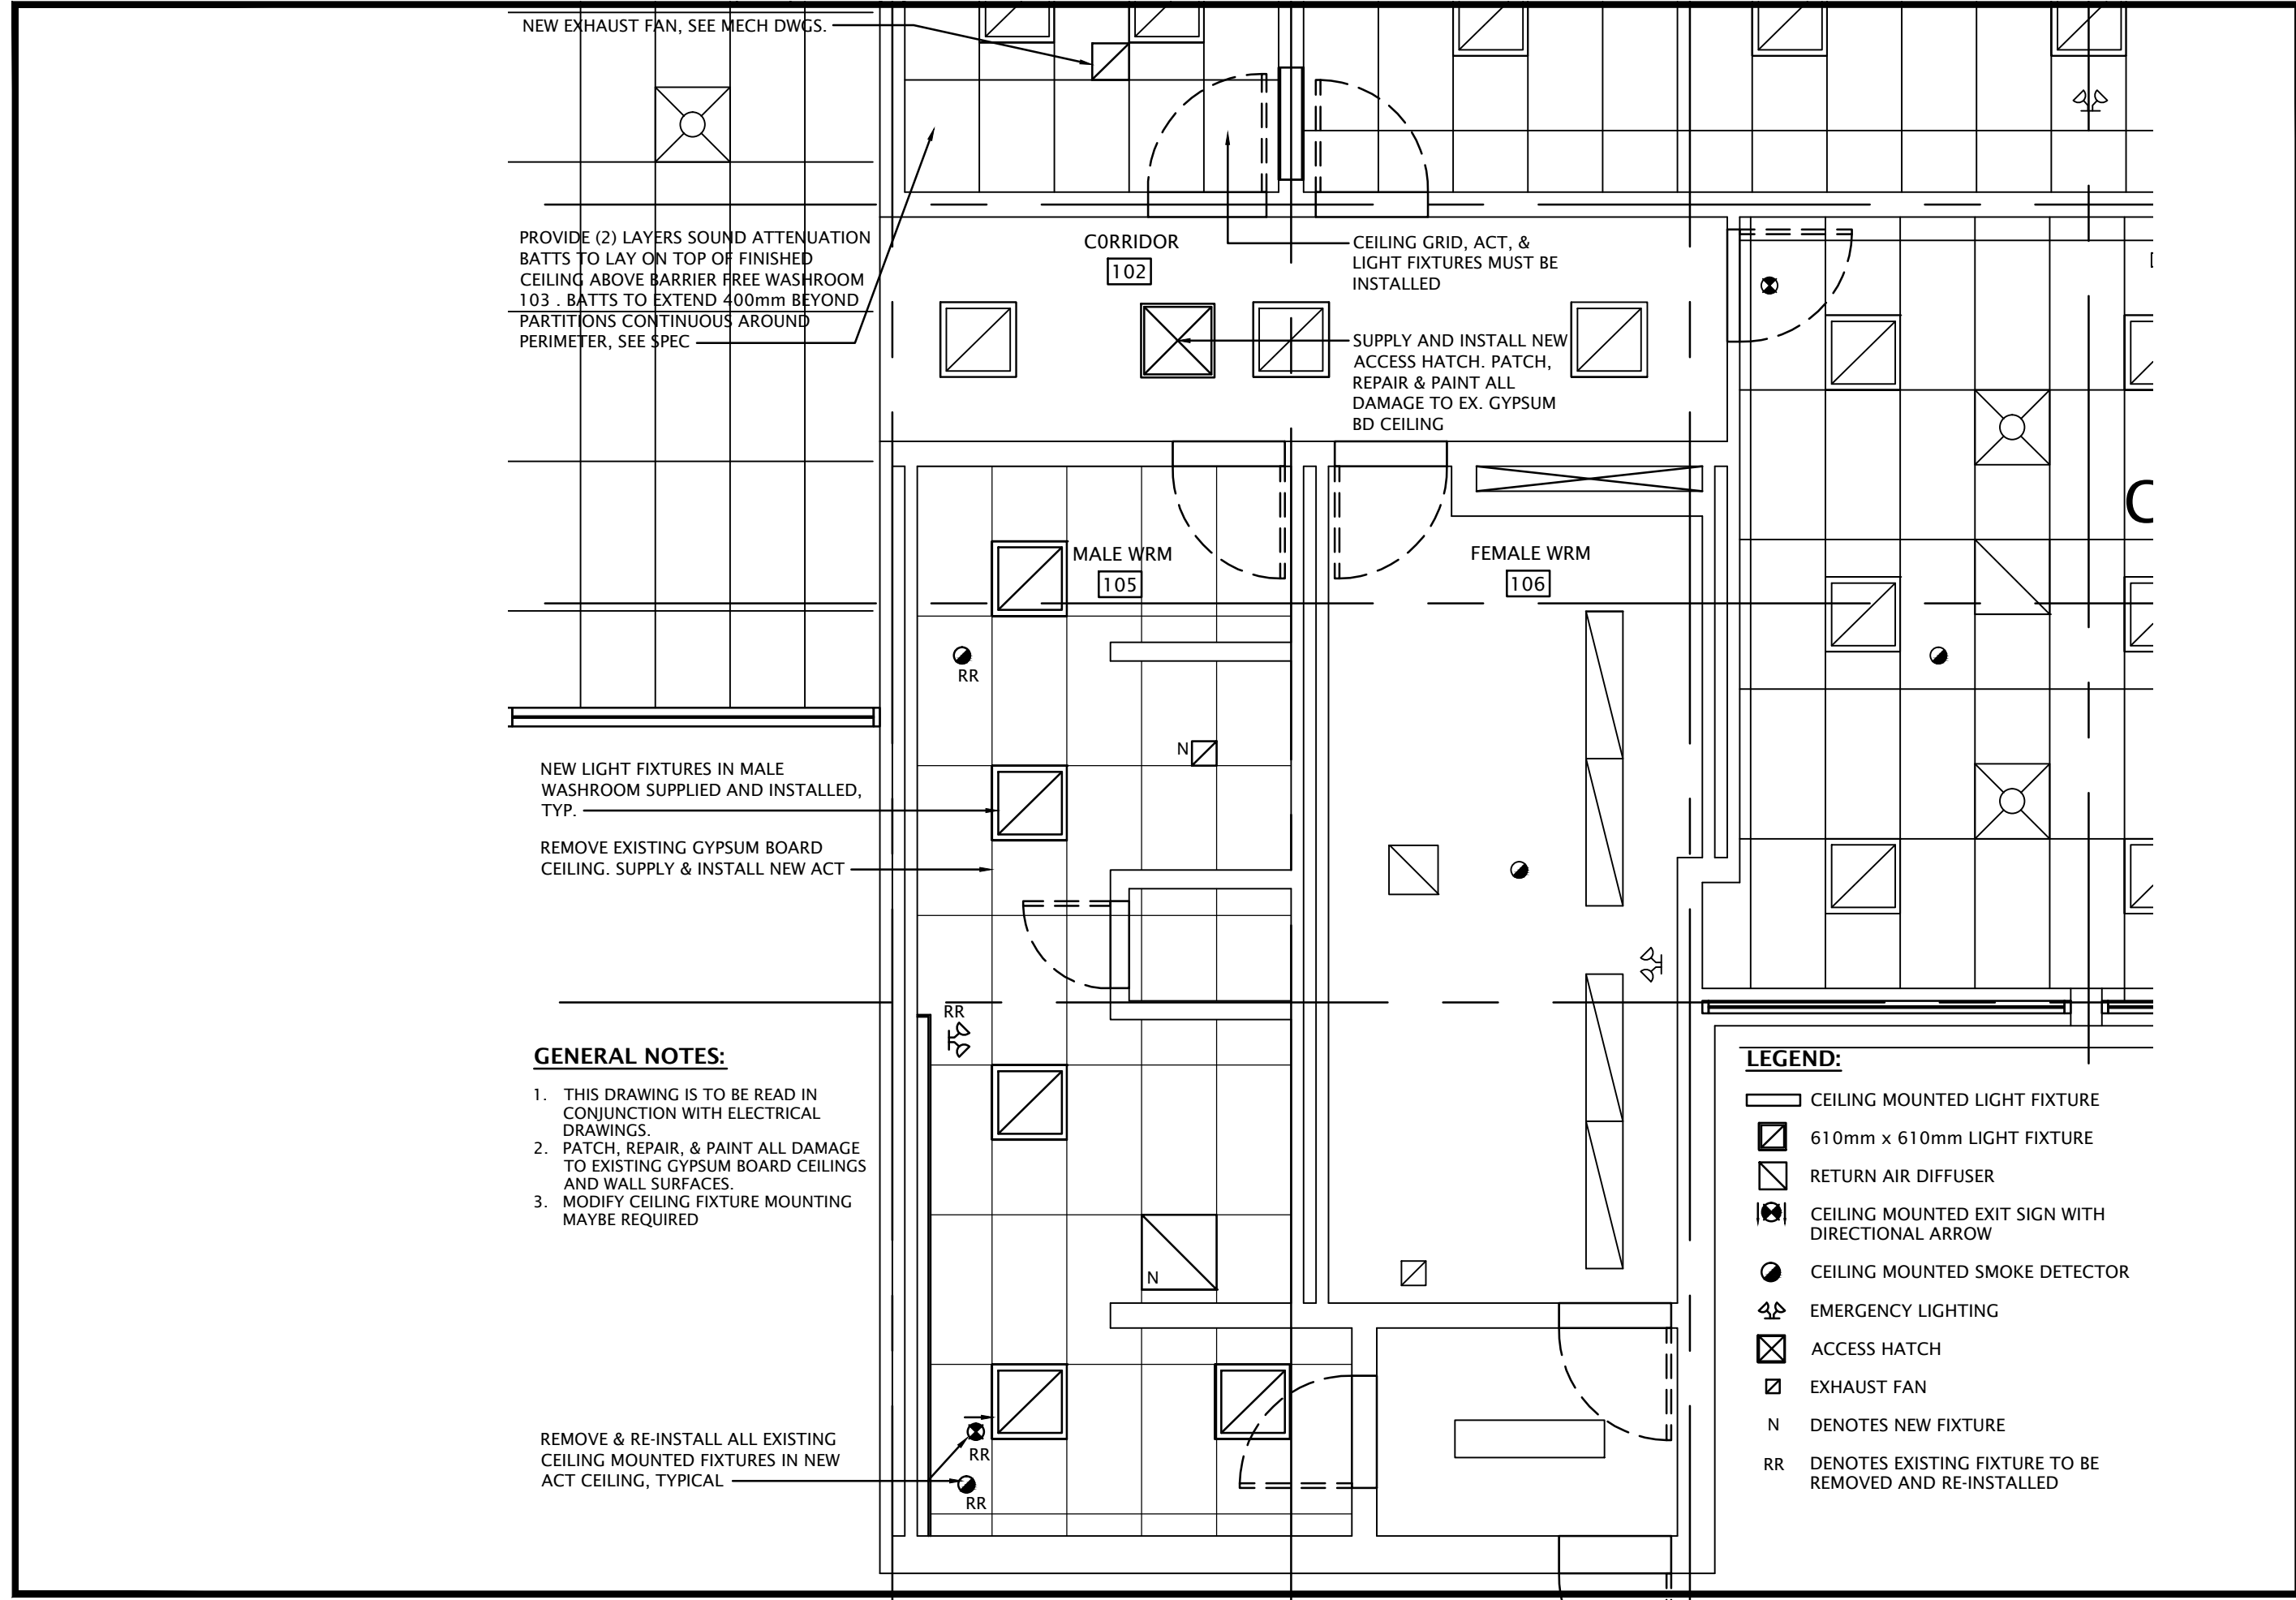 NEW EXHAUST FAN, SEE MECH DWGS.
PROVIDE (2) LAYERS SOUND ATTENUATION
BATTS TO LAY ON TOP OF FINISHED
CEILING ABOVE BARRIER FREE WASHROOM
103 . BATTS TO EXTEND 400mm BEYOND
PARTITIONS CONTINUOUS AROUND
PERIMETER, SEE SPEC
C0RRIDOR
102
CEILING GRID, ACT, &
LIGHT FIXTURES MUST BE
INSTALLED
SUPPLY AND INSTALL NEW
ACCESS HATCH. PATCH,
REPAIR & PAINT ALL
DAMAGE TO EX. GYPSUM
BD CEILING
MALE WRM
105
FEMALE WRM
106
RR
N
NEW LIGHT FIXTURES IN MALE
WASHROOM SUPPLIED AND INSTALLED,
TYP.
REMOVE EXISTING GYPSUM BOARD
CEILING. SUPPLY & INSTALL NEW ACT
RR
GENERAL NOTES:
1. THIS DRAWING IS TO BE READ IN
CONJUNCTION WITH ELECTRICAL
DRAWINGS.
2. PATCH, REPAIR, & PAINT ALL DAMAGE
TO EXISTING GYPSUM BOARD CEILINGS
AND WALL SURFACES.
3. MODIFY CEILING FIXTURE MOUNTING
MAYBE REQUIRED
N
REMOVE & RE-INSTALL ALL EXISTING
CEILING MOUNTED FIXTURES IN NEW
ACT CEILING, TYPICAL
RR
RR
LEGEND:
CEILING MOUNTED LIGHT FIXTURE
610mm x 610mm LIGHT FIXTURE
RETURN AIR DIFFUSER
CEILING MOUNTED EXIT SIGN WITH
DIRECTIONAL ARROW
CEILING MOUNTED SMOKE DETECTOR
EMERGENCY LIGHTING
ACCESS HATCH
EXHAUST FAN
N DENOTES NEW FIXTURE
RR DENOTES EXISTING FIXTURE TO BE
REMOVED AND RE-INSTALLED